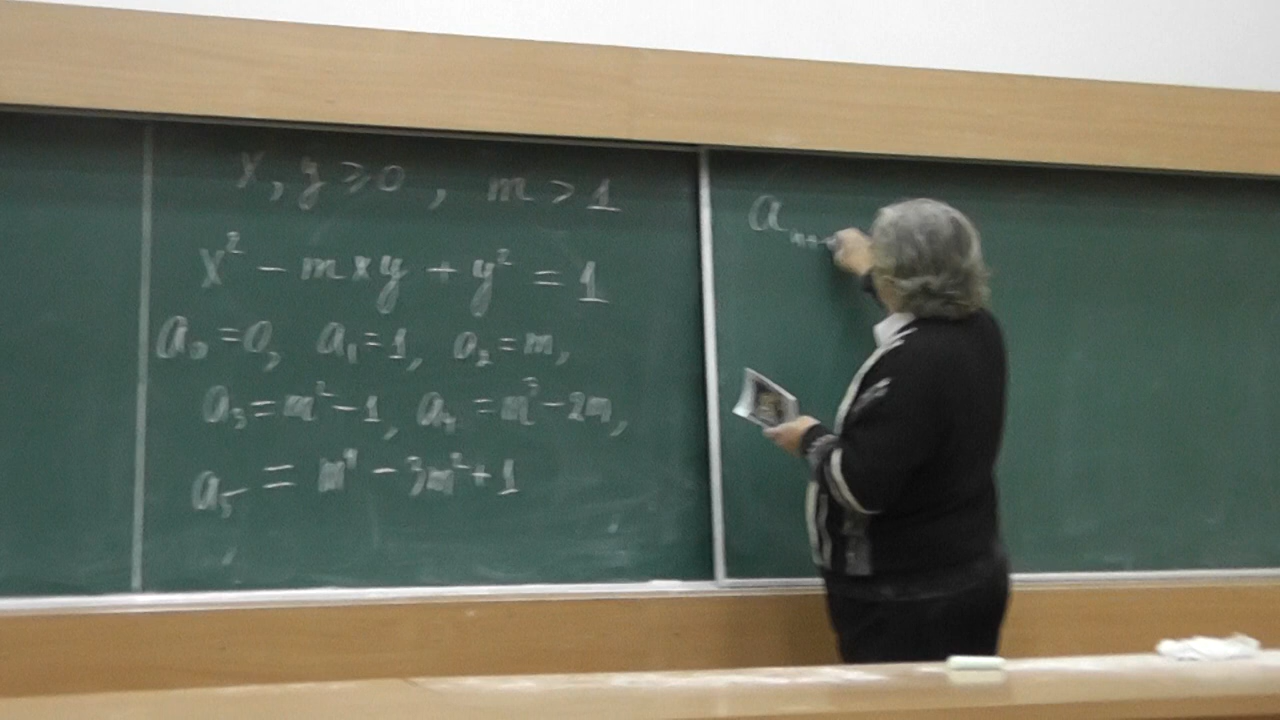 x, y ⩾ 0, m > 1
x² - mxy + y² = 1
a₀ = 0, a₁ = 1, a₂ = m,
a₃ = m² - 1, a₄ = m³ - 2m,
a₅ = m⁴ - 3m² + 1
a